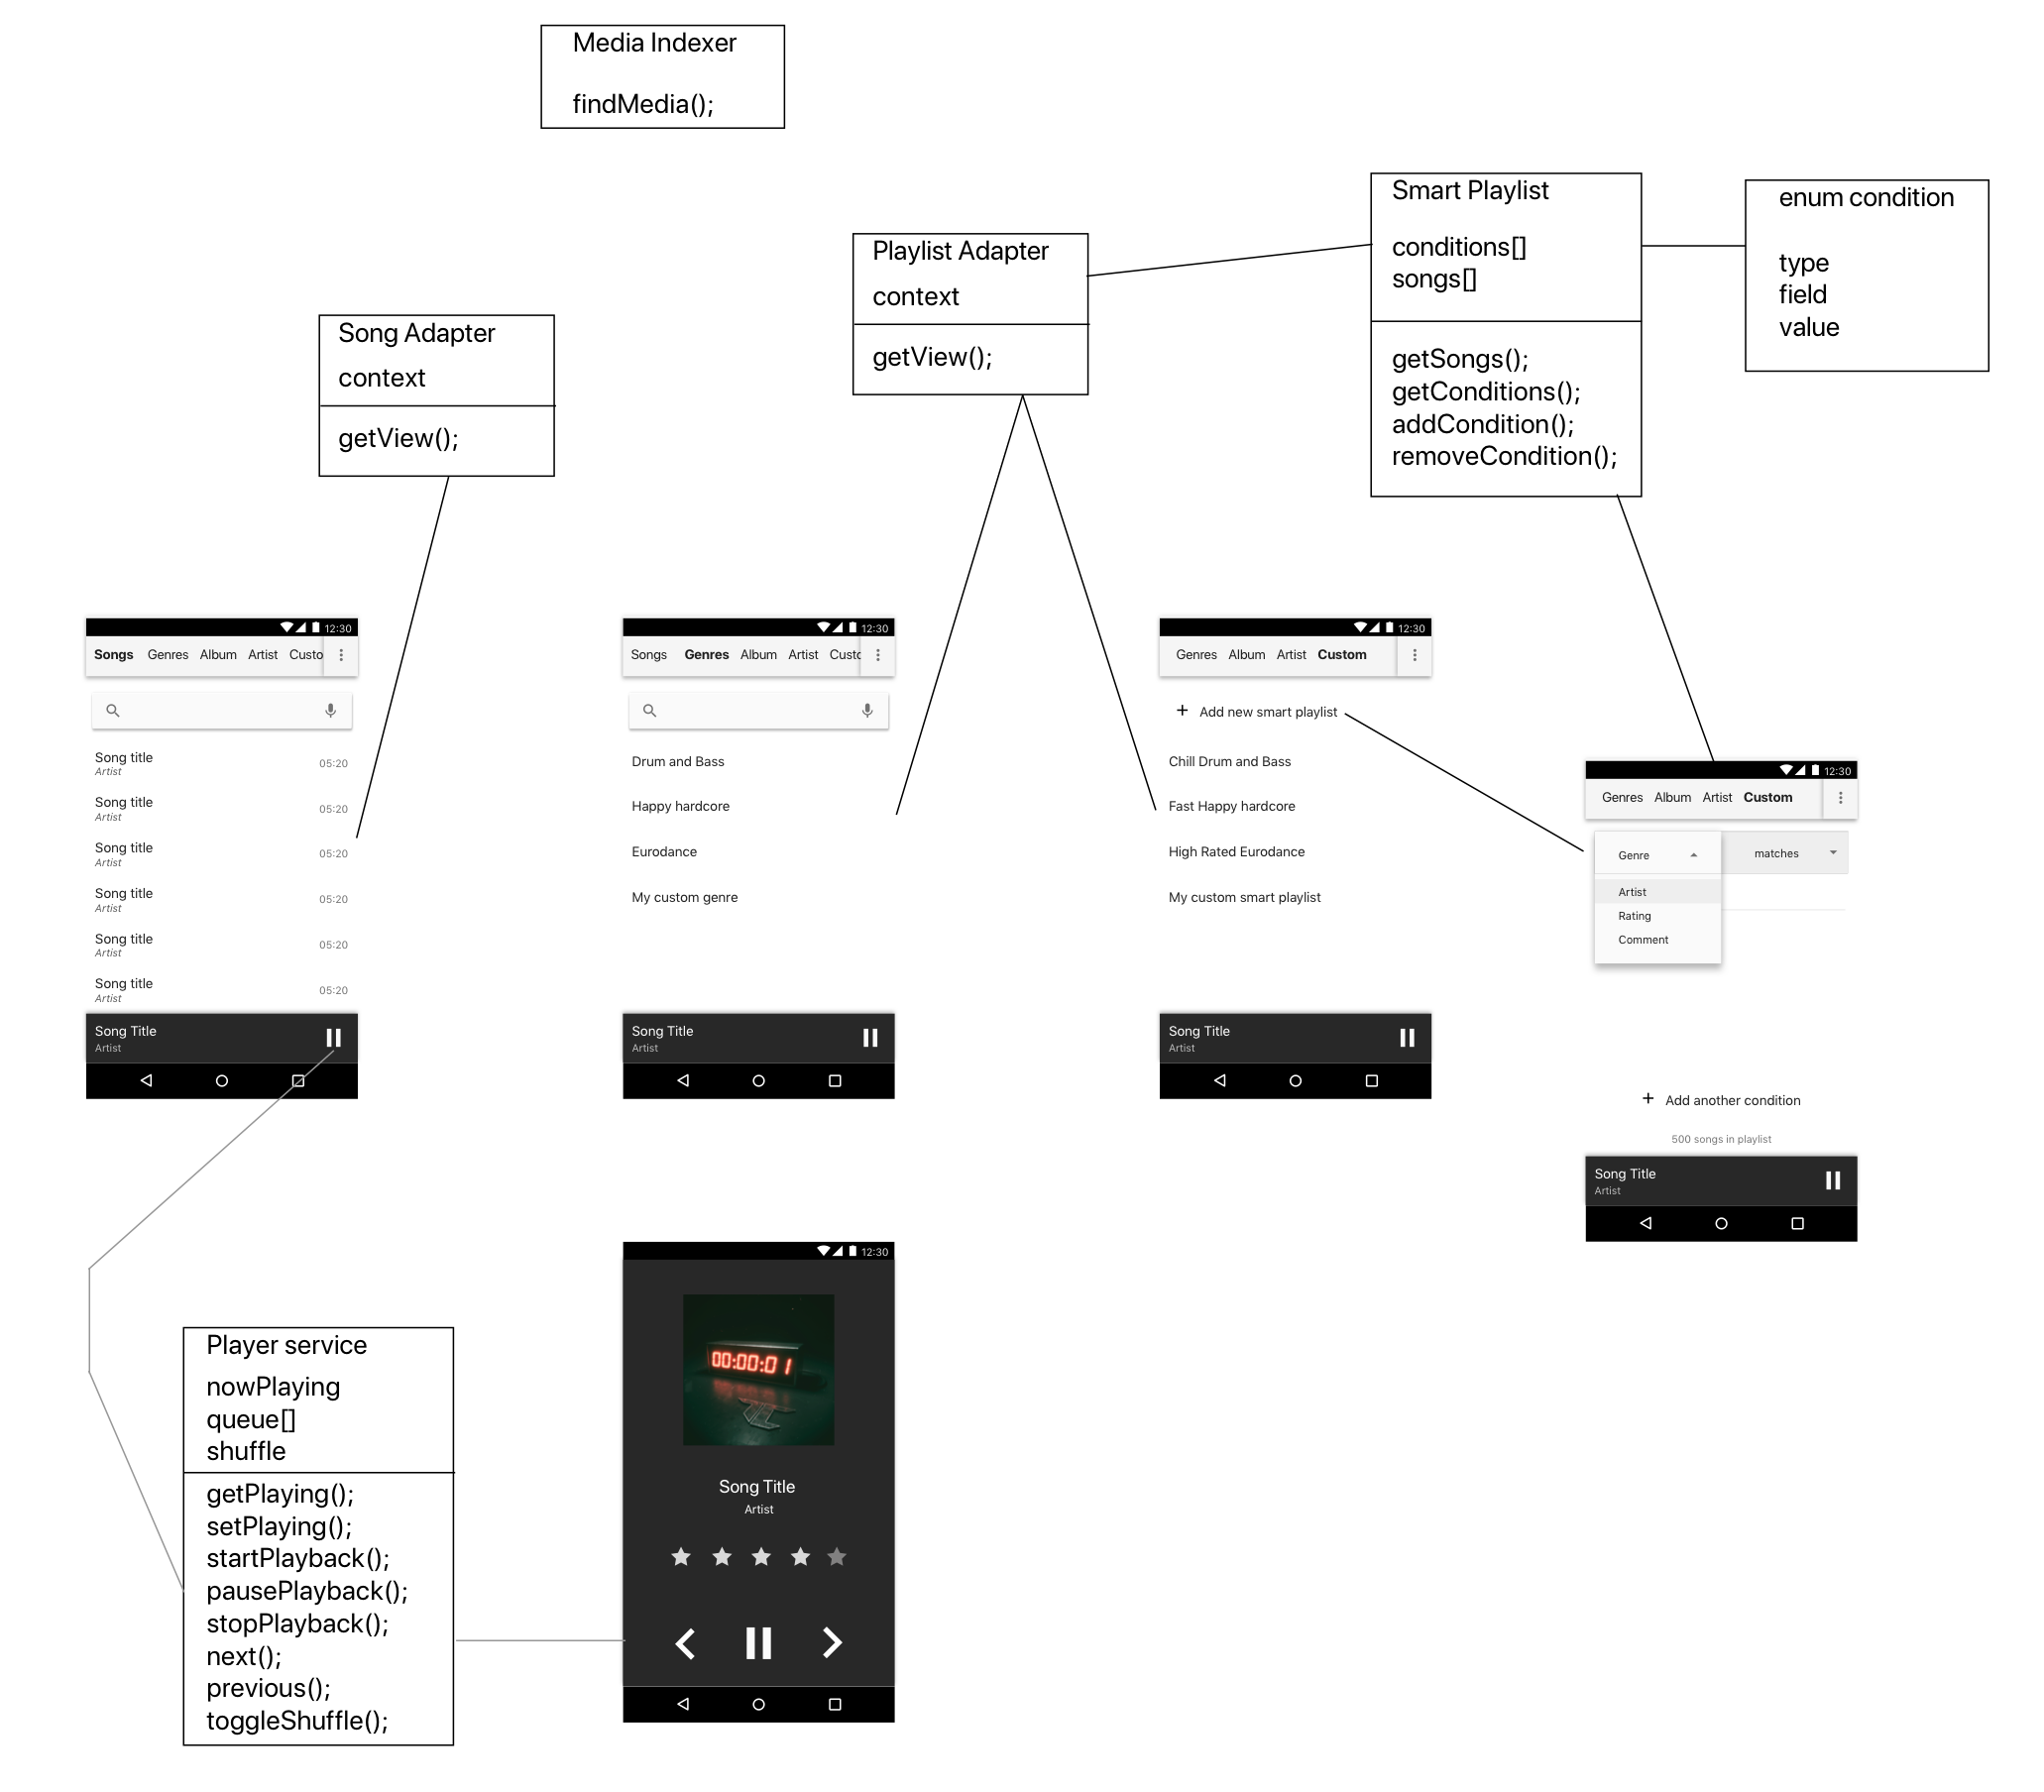 Media Indexer
findMedia();
Smart Playlist
conditions[]
songs[]
getSongs();
getConditions();
addCondition();
removeCondition();
enum condition
type
field
value
Playlist Adapter
context
getView();
Song Adapter
context
getView();
12:30
Songs Genres Album Artist Custo
Song title
Artist
05:20
Song title
Artist
05:20
Song title
Artist
05:20
Song title
Artist
05:20
Song title
Artist
05:20
Song title
Artist
05:20
Song Title
Artist
12:30
Songs Genres Album Artist Custo
Drum and Bass
Happy hardcore
Eurodance
My custom genre
Song Title
Artist
12:30
Genres Album Artist Custom
Add new smart playlist
Chill Drum and Bass
Fast Happy hardcore
High Rated Eurodance
My custom smart playlist
Song Title
Artist
12:30
Genres Album Artist Custom
Genre
matches
Artist
Rating
Comment
Add another condition
500 songs in playlist
Song Title
Artist
Player service
nowPlaying
queue[]
shuffle
getPlaying();
setPlaying();
startPlayback();
pausePlayback();
stopPlayback();
next();
previous();
toggleShuffle();
12:30
00:00:01
Song Title
Artist